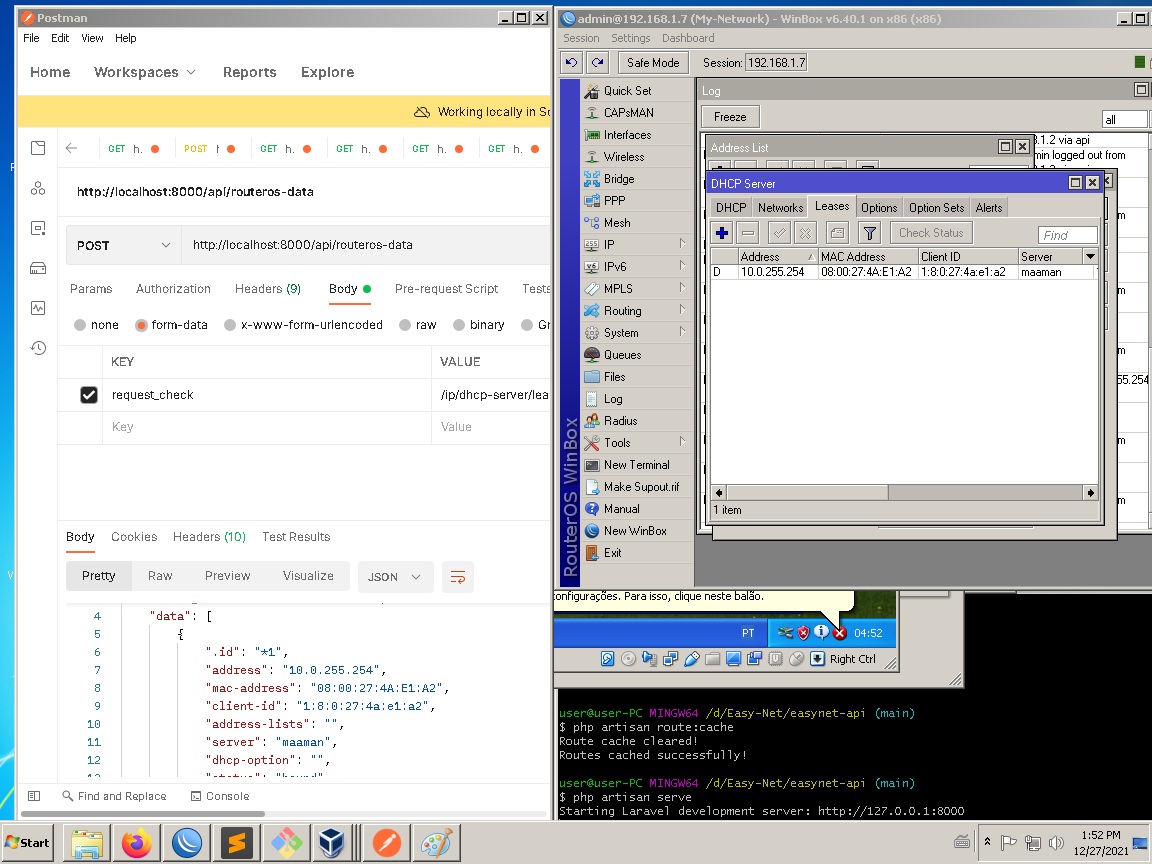 Postman
File Edit View Help
Home Workspaces Reports Explore
Working locally in Sc
GET h. POST h GET h. GET h. GET h. GET h.
http://localhost:8000/api/routeros-data
POST http://localhost:8000/api/routeros-data
Params Authorization Headers (9) Body Pre-request Script Tests
none form-data x-www-form-urlencoded raw binary Gr
KEY VALUE
request_check /ip/dhcp-server/lea
Key Value
Body Cookies Headers (10) Test Results
Pretty Raw Preview Visualize JSON
4 "data": [
5 {
6 ".id": "*1",
7 "address": "10.0.255.254",
8 "mac-address": "08:00:27:4A:E1:A2",
9 "client-id": "1:8:0:27:4a:e1:a2",
10 "address-lists": "",
11 "server": "maaman",
12 "dhcp-option": "",
13 "status": "bound"
Find and Replace Console
admin@192.168.1.7 (My-Network) - WinBox v6.40.1 on x86 (x86)
Session Settings Dashboard
Safe Mode Session: 192.168.1.7
RouterOS WinBox
Quick Set
CAPsMAN
Interfaces
Wireless
Bridge
PPP
Mesh
IP
IPv6
MPLS
Routing
System
Queues
Files
Log
Radius
Tools
New Terminal
Make Supout.rif
Manual
New WinBox
Exit
Log
Freeze all
3.1.2 via api
min logged out from
Address List
DHCP Server
DHCP Networks Leases Options Option Sets Alerts
Check Status Find
Address MAC Address Client ID Server
D 10.0.255.254 08:00:27:4A:E1:A2 1:8:0:27:4a:e1:a2 maaman
55.254
1 item
onfigurações. Para isso, clique neste balão.
PT 04:52
Right Ctrl
user@user-PC MINGW64 /d/Easy-Net/easynet-api (main)
$ php artisan route:cache
Route cache cleared!
Routes cached successfully!
user@user-PC MINGW64 /d/Easy-Net/easynet-api (main)
$ php artisan serve
Starting Laravel development server: http://127.0.0.1:8000
Start
1:52 PM
12/27/2021